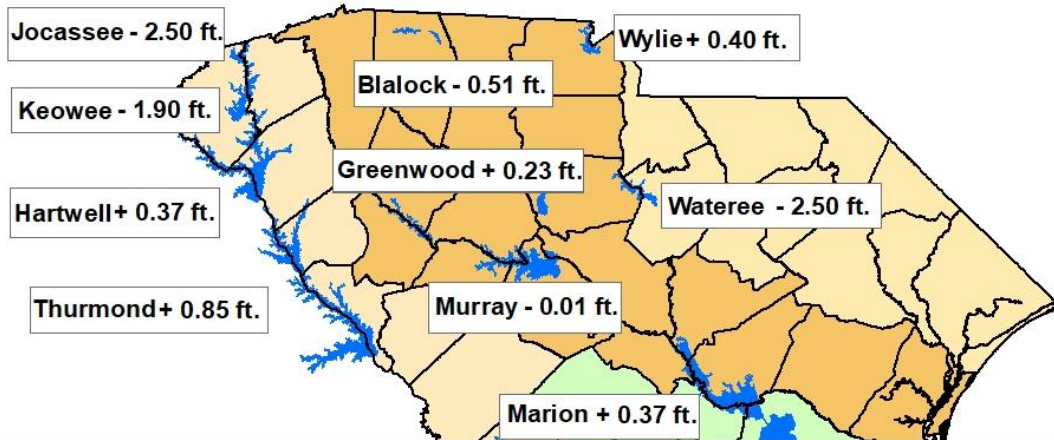 Jocassee - 2.50 ft.
Wylie + 0.40 ft.
Blalock - 0.51 ft.
Keowee - 1.90 ft.
Greenwood + 0.23 ft.
Hartwell + 0.37 ft.
Wateree - 2.50 ft.
Thurmond + 0.85 ft.
Murray - 0.01 ft.
Marion + 0.37 ft.